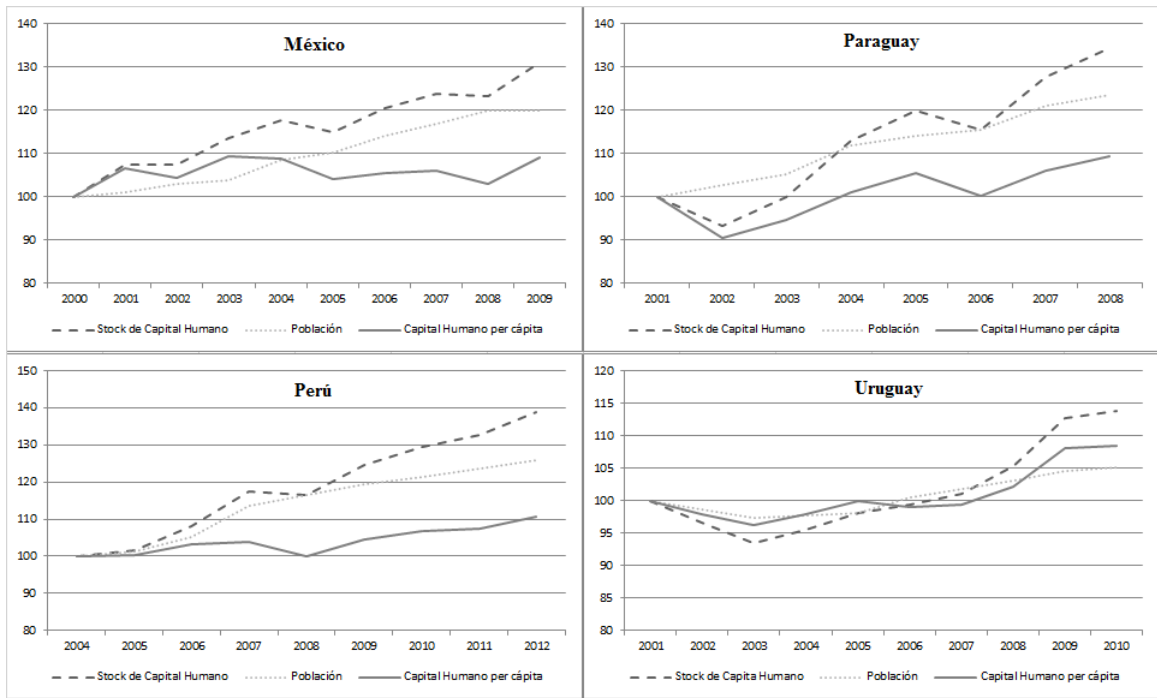 México
140
130
120
110
100
90
80
2000 2001 2002 2003 2004 2005 2006 2007 2008 2009
Stock de Capital Humano Población Capital Humano per cápita
Paraguay
140
130
120
110
100
90
80
2001 2002 2003 2004 2005 2006 2007 2008
Stock de Capital Humano Población Capital Humano per cápita
Perú
150
140
130
120
110
100
90
80
2004 2005 2006 2007 2008 2009 2010 2011 2012
Stock de Capital Humano Población Capital Humano per cápita
Uruguay
120
115
110
105
100
95
90
85
80
2001 2002 2003 2004 2005 2006 2007 2008 2009 2010
Stock de Capita Humano Población Capital Humano per cápita